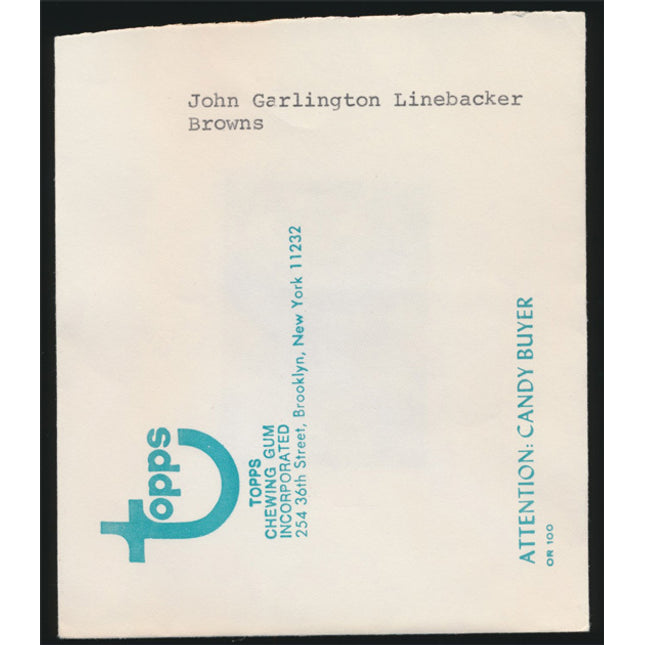 John Garlington Linebacker
Browns
topps
TOPPS
CHEWING GUM
INCORPORATED
254 36th Street, Brooklyn, New York 11232
ATTENTION: CANDY BUYER
OR 100